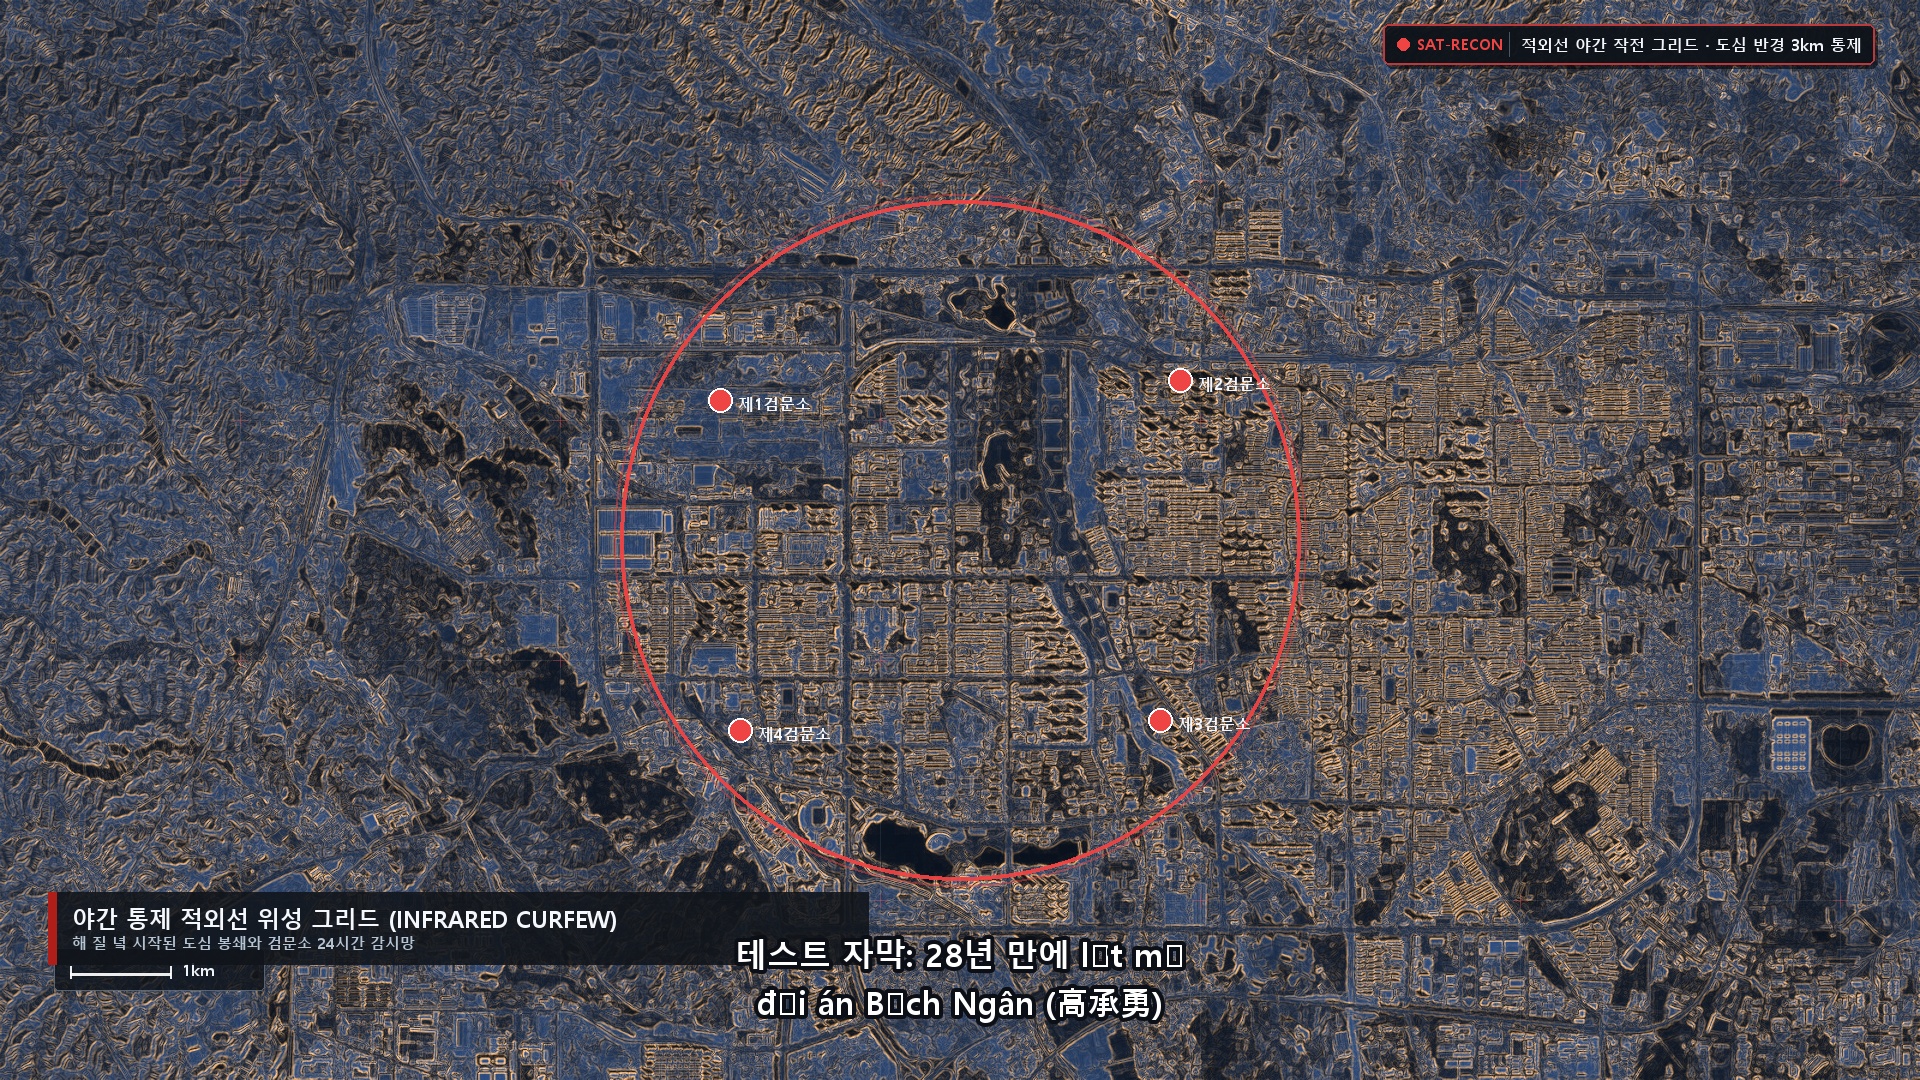 SAT-RECON 적외선 야간 작전 그리드 · 도심 반경 3km 통제
제2검문소
제1검문소
제3검문소
제4검문소
야간 통제 적외선 위성 그리드 (INFRARED CURFEW)
해 질 녘 시작된 도심 봉쇄와 검문소 24시간 감시망
1km
테스트 자막: 28년 만에 l▯t m▯
đ▯i án B▯ch Ngân (高承勇)